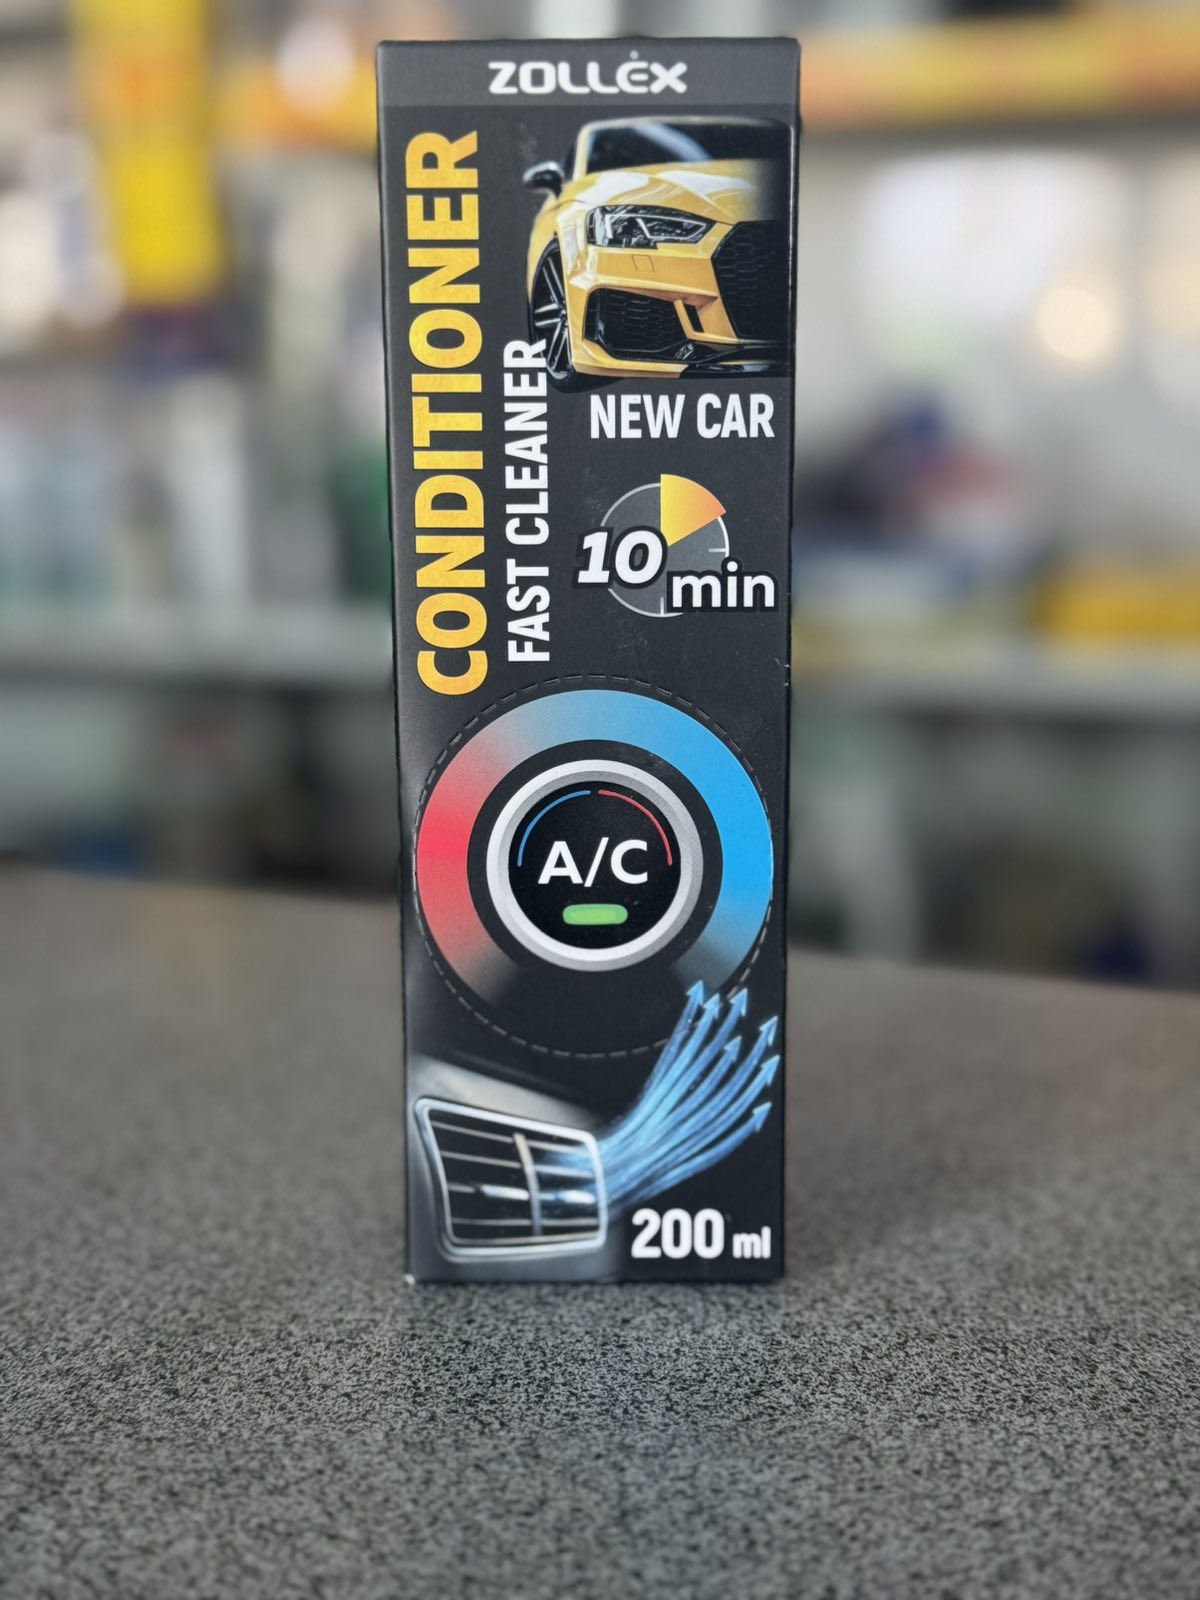 ZOLLEX
CONDITIONER
FAST CLEANER
NEW CAR
10 min
A/C
200 ml